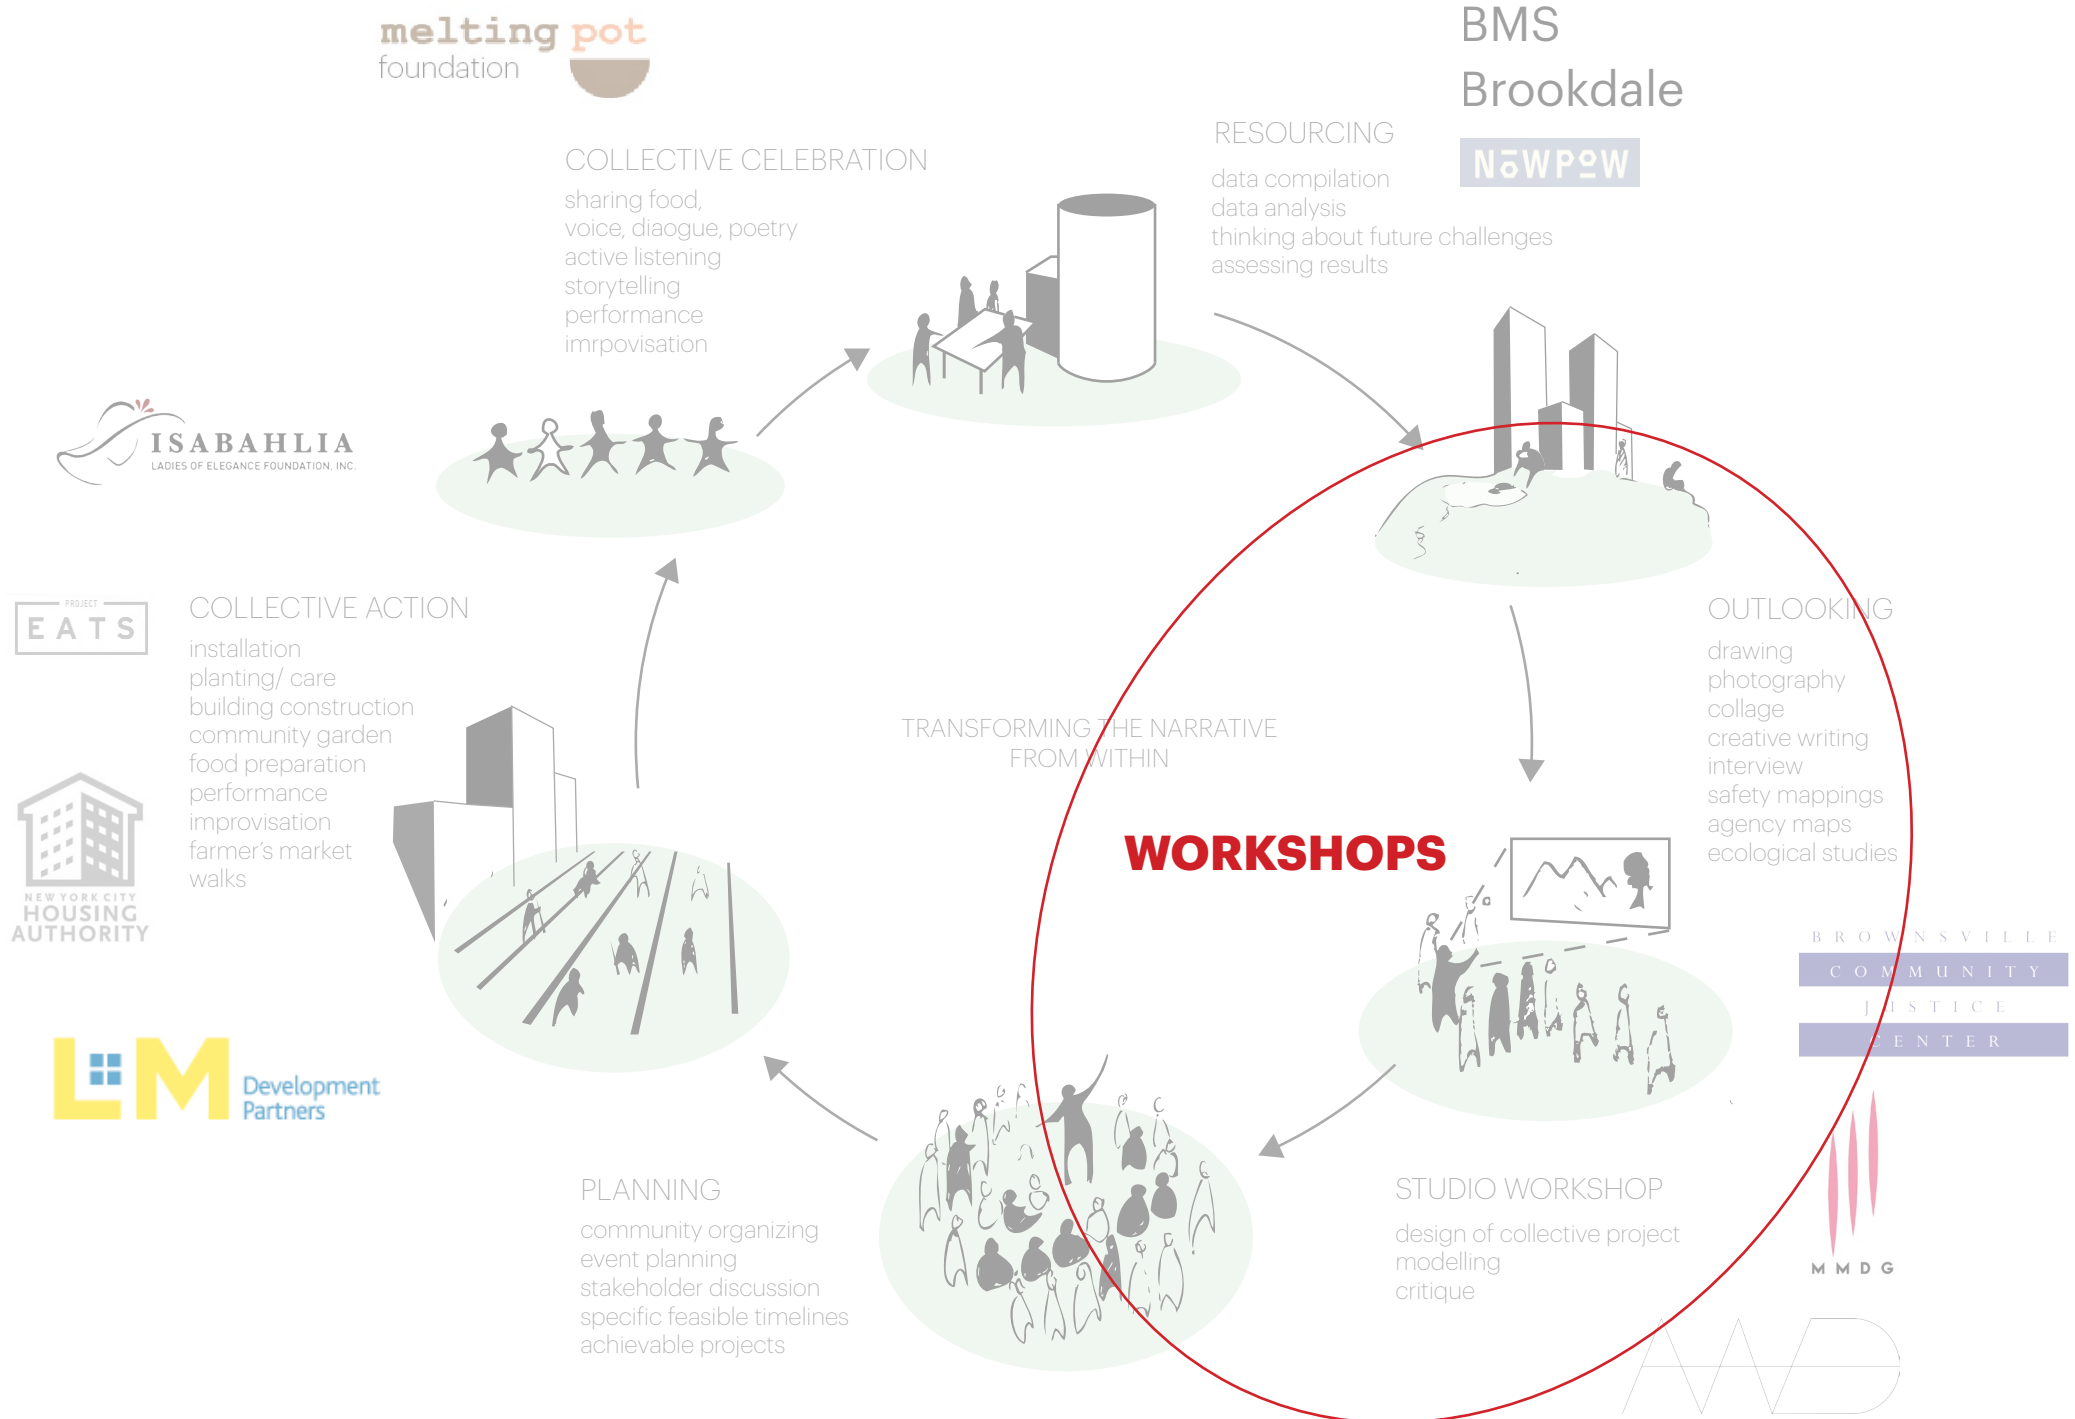 melting pot
foundation
BMS
Brookdale
NOWPOW
RESOURCING
data compilation
data analysis
thinking about future challenges
assessing results
COLLECTIVE CELEBRATION
sharing food,
voice, diaogue, poetry
active listening
storytelling
performance
imrpovisation
ISABAHLIA
LADIES OF ELEGANCE FOUNDATION, INC.
PROJECT
EATS
COLLECTIVE ACTION
installation
planting/ care
building construction
community garden
food preparation
performance
improvisation
farmer's market
walks
NEW YORK CITY
HOUSING
AUTHORITY
L+M Development
Partners
TRANSFORMING THE NARRATIVE
FROM WITHIN
WORKSHOPS
OUTLOOKING
drawing
photography
collage
creative writing
interview
safety mappings
agency maps
ecological studies
BROWNSVILLE
COMMUNITY
JUSTICE
CENTER
MMDG
PLANNING
community organizing
event planning
stakeholder discussion
specific feasible timelines
achievable projects
STUDIO WORKSHOP
design of collective project
modelling
critique